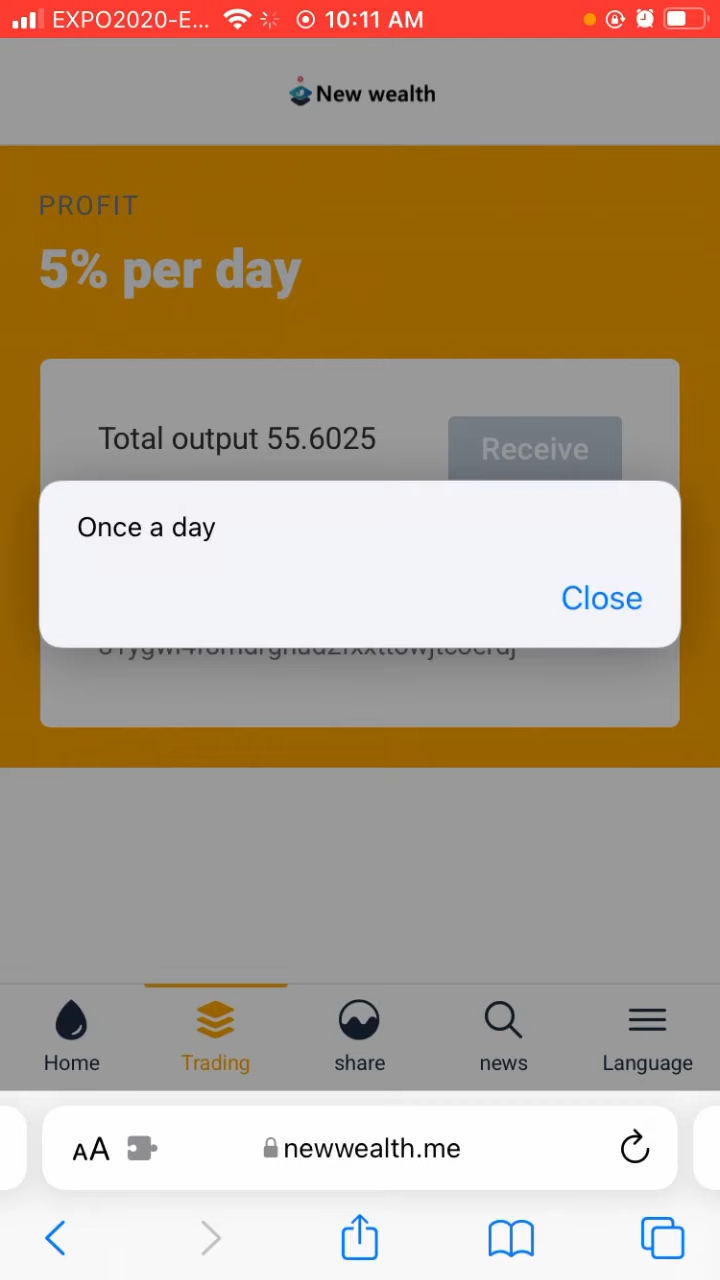 EXPO2020-E... 10:11 AM
New wealth
PROFIT
5% per day
Total output 55.6025
Receive
Once a day
Close
Home
Trading
share
news
Language
AA
newwealth.me